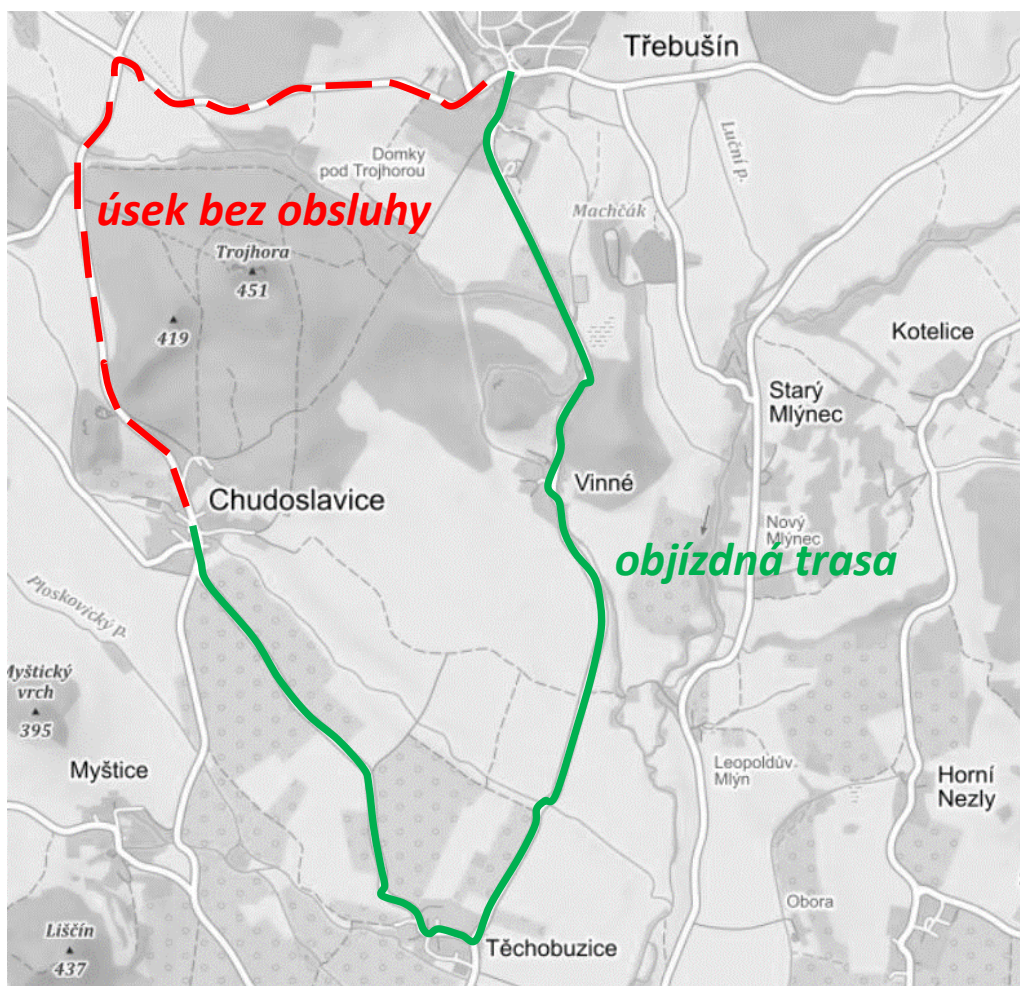 Třebušín
Domky
pod Trojhorou
Luční p.
úsek bez obsluhy
Machčák
Trojhora
451
419
Kotelice
Starý
Mlýnec
Vinné
Chudoslavice
Nový
Mlýnec
objízdná trasa
Ploskovický p.
Myštický
vrch
395
Myštice
Leopoldův
Mlýn
Horní
Nezly
Obora
Liščín
437
Těchobuzice